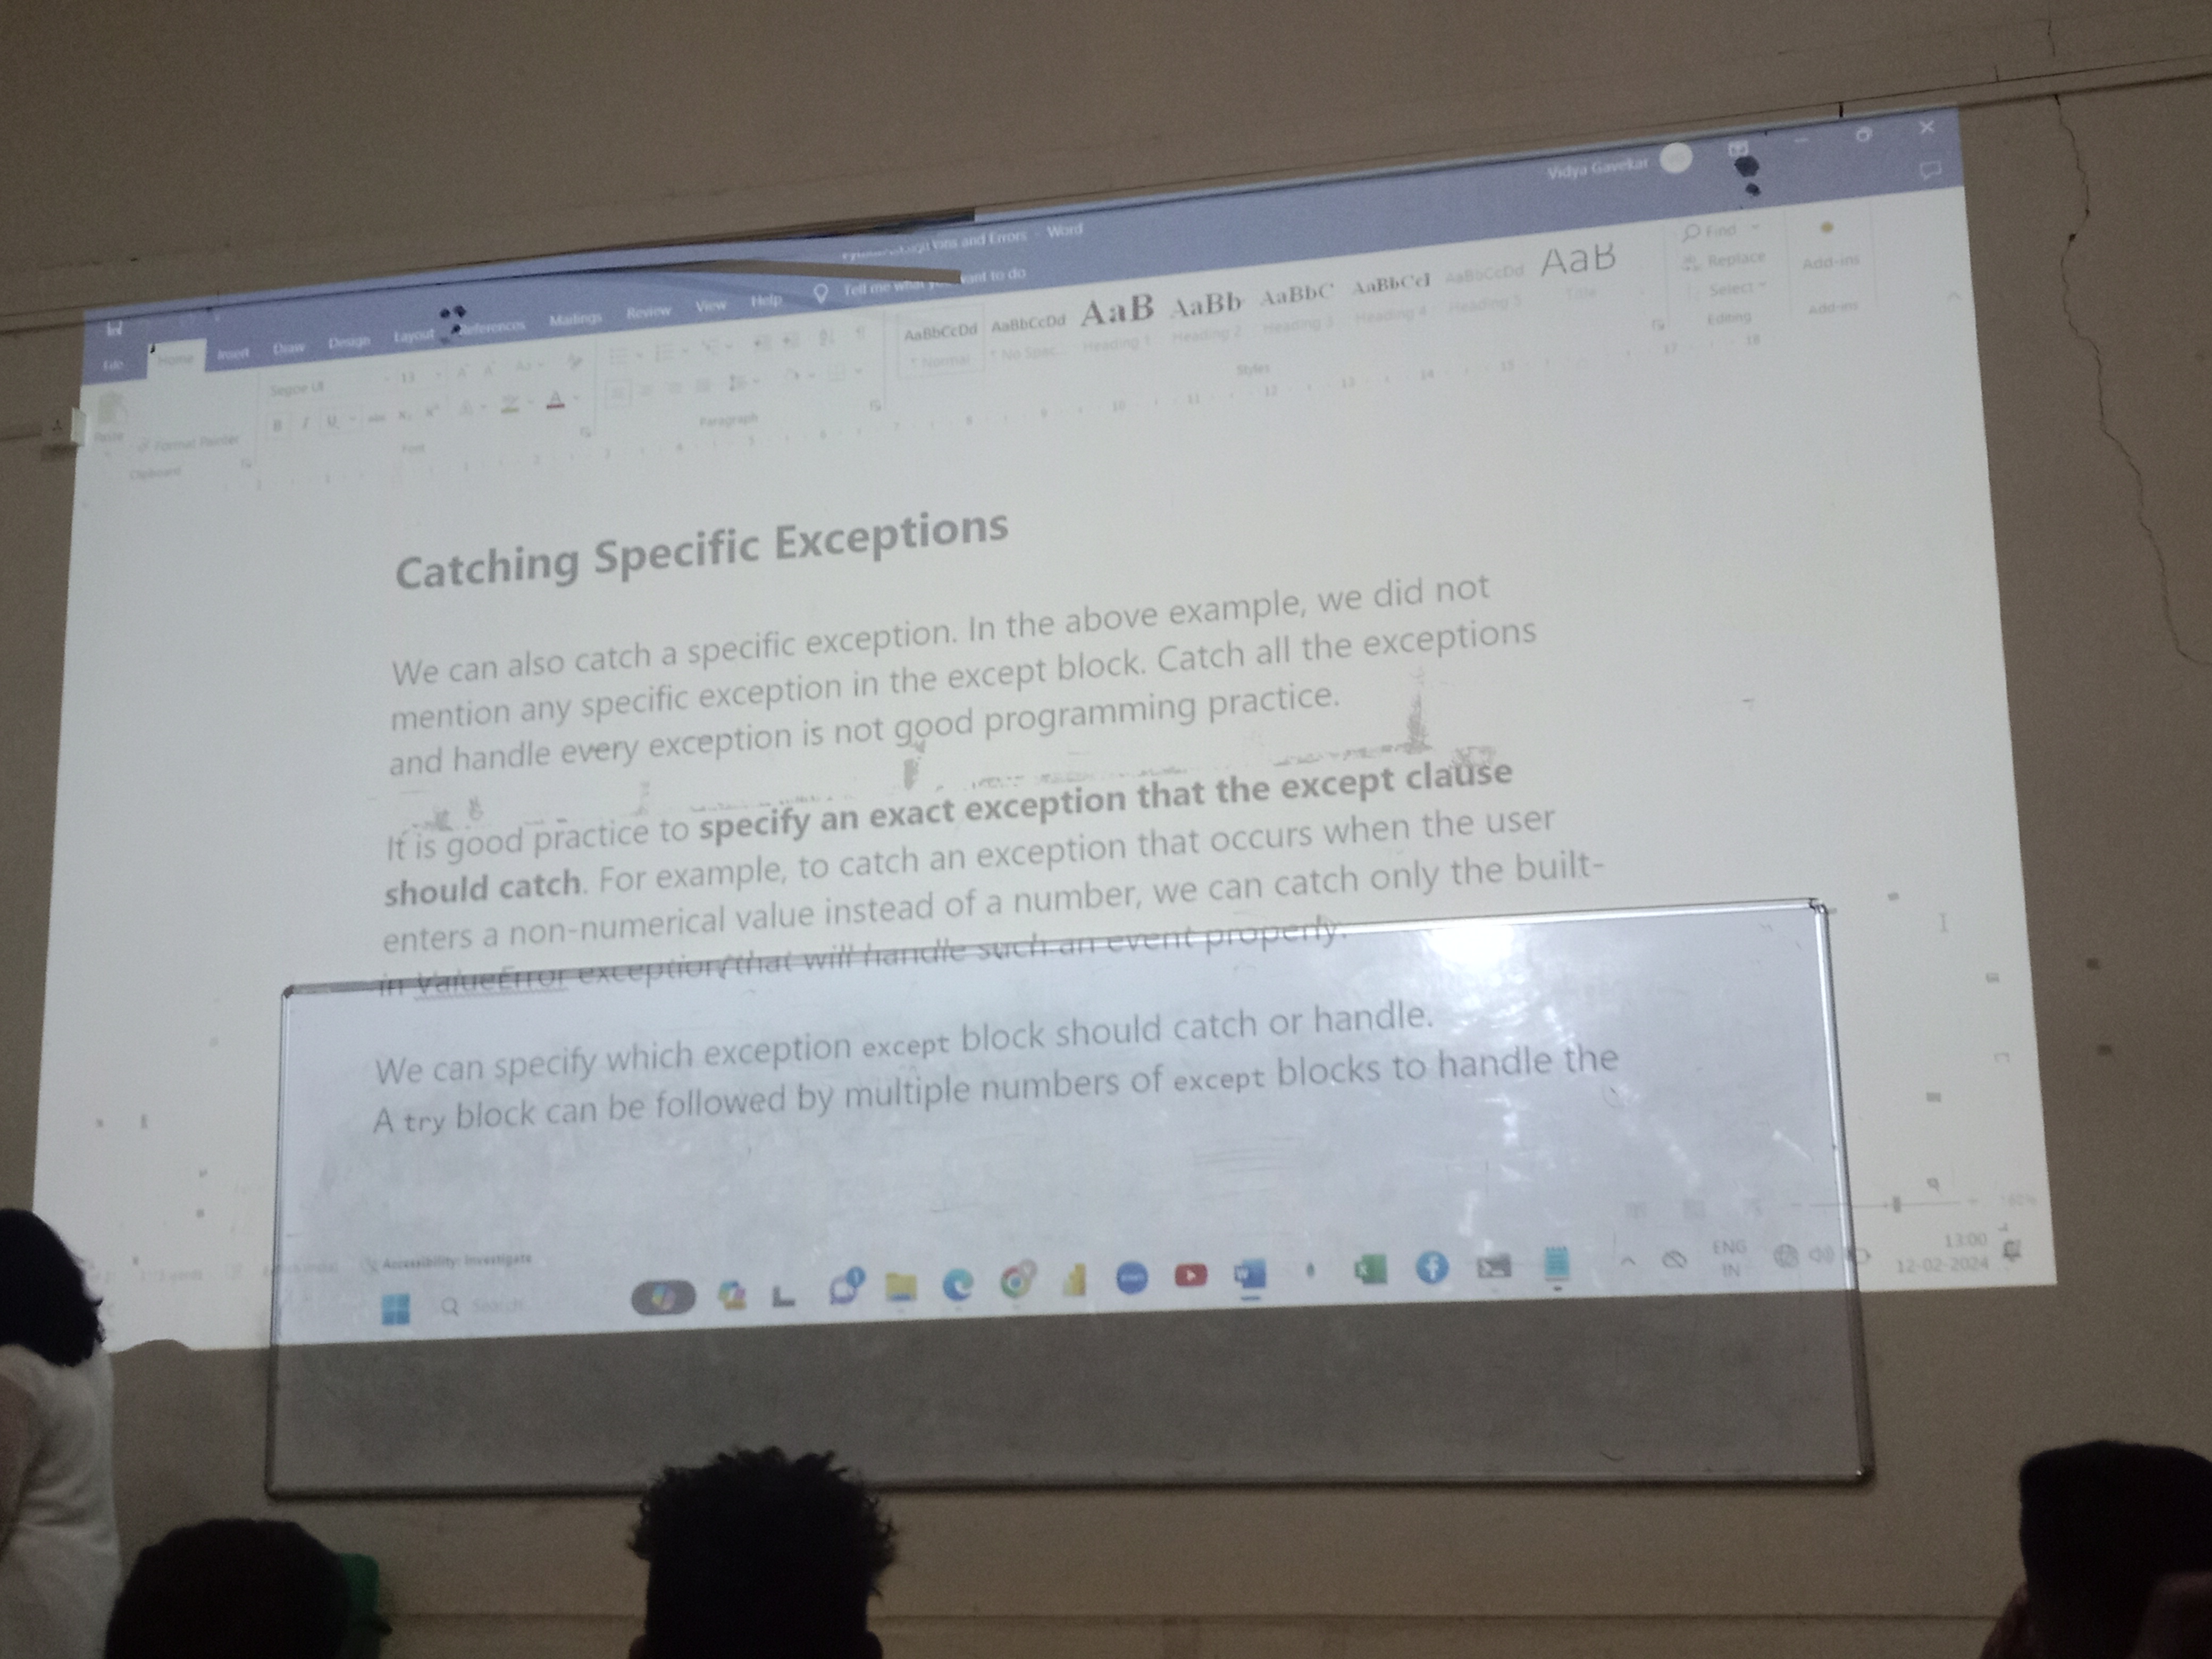 Vidya Gavekar
and Errors - Word
File Home Insert Draw Design Layout References Mailings Review View Help Tell me what you want to do
Segoe UI 13
AaBbCcDd AaBbCcDd AaB AaBb AaBbC AaBbCcI AaBbCcDd AaB
Normal No Spac... Heading 1 Heading 2 Heading 3 Heading 4 Heading 5 Title
Find
Replace
Select
Editing
Add-ins
Add-ins
Paste
Format Painter
Clipboard
Font
Paragraph
Styles
Catching Specific Exceptions
We can also catch a specific exception. In the above example, we did not
mention any specific exception in the except block. Catch all the exceptions
and handle every exception is not good programming practice.
It is good practice to specify an exact exception that the except clause
should catch. For example, to catch an exception that occurs when the user
enters a non-numerical value instead of a number, we can catch only the built-
in ValueError exception that will handle such an event properly.
We can specify which exception except block should catch or handle.
A try block can be followed by multiple numbers of except blocks to handle the
Accessibility: Investigate
Search
ENG
IN
13:00
12-02-2024